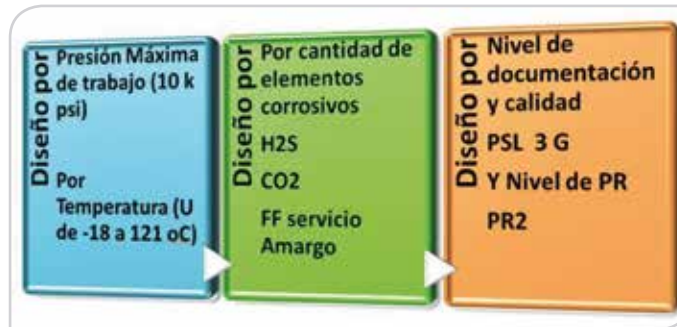 Diseño por
Presión Máxima
de trabajo (10 k
psi)
Por
Temperatura (U
de -18 a 121 oC)
Diseño por
Por cantidad de
elementos
corrosivos
H2S
CO2
FF servicio
Amargo
Diseño por
Nivel de
documentación
y calidad
PSL 3 G
Y Nivel de PR
PR2